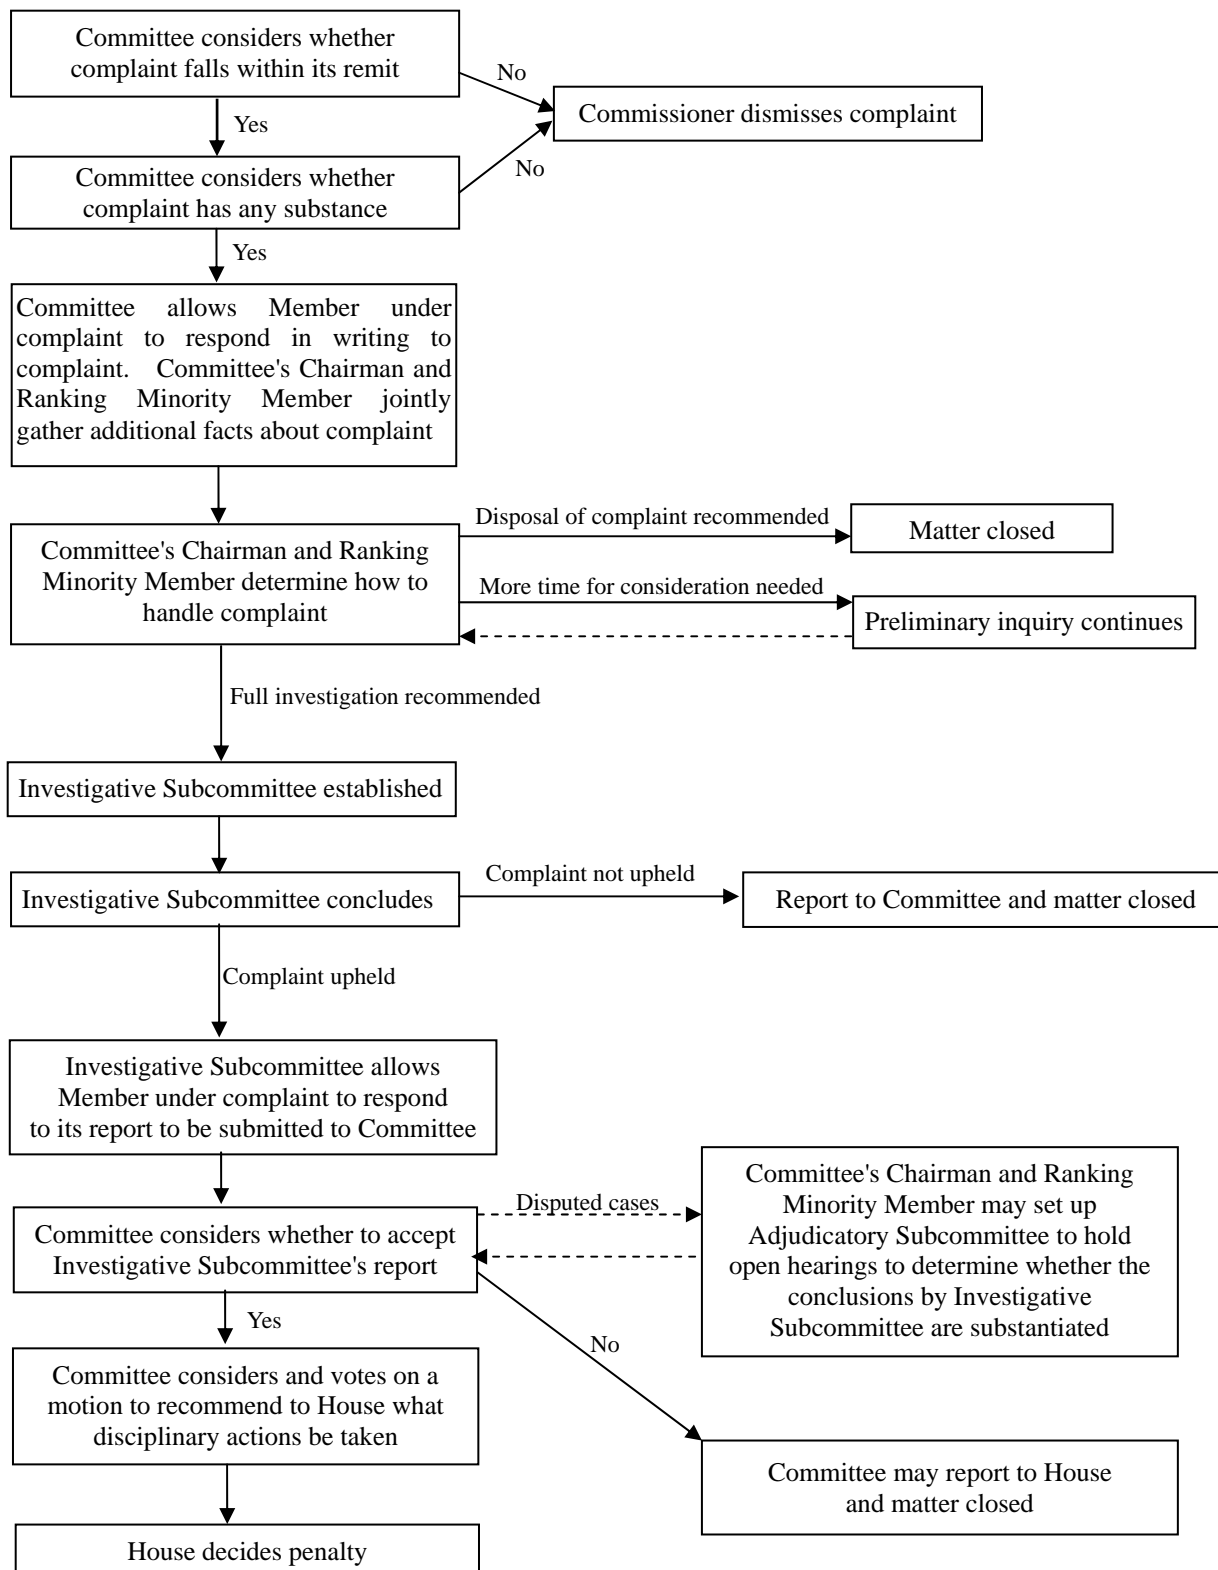 Committee considers whether
complaint falls within its remit
No
Commissioner dismisses complaint
Yes
Committee considers whether
complaint has any substance
No
Yes
Committee allows Member under
complaint to respond in writing to
complaint. Committee's Chairman and
Ranking Minority Member jointly
gather additional facts about complaint
Committee's Chairman and Ranking
Minority Member determine how to
handle complaint
Disposal of complaint recommended
Matter closed
More time for consideration needed
Preliminary inquiry continues
Full investigation recommended
Investigative Subcommittee established
Investigative Subcommittee concludes
Complaint not upheld
Report to Committee and matter closed
Complaint upheld
Investigative Subcommittee allows
Member under complaint to respond
to its report to be submitted to Committee
Committee considers whether to accept
Investigative Subcommittee's report
Disputed cases
Committee's Chairman and Ranking
Minority Member may set up
Adjudicatory Subcommittee to hold
open hearings to determine whether the
conclusions by Investigative
Subcommittee are substantiated
Yes
No
Committee considers and votes on a
motion to recommend to House what
disciplinary actions be taken
Committee may report to House
and matter closed
House decides penalty